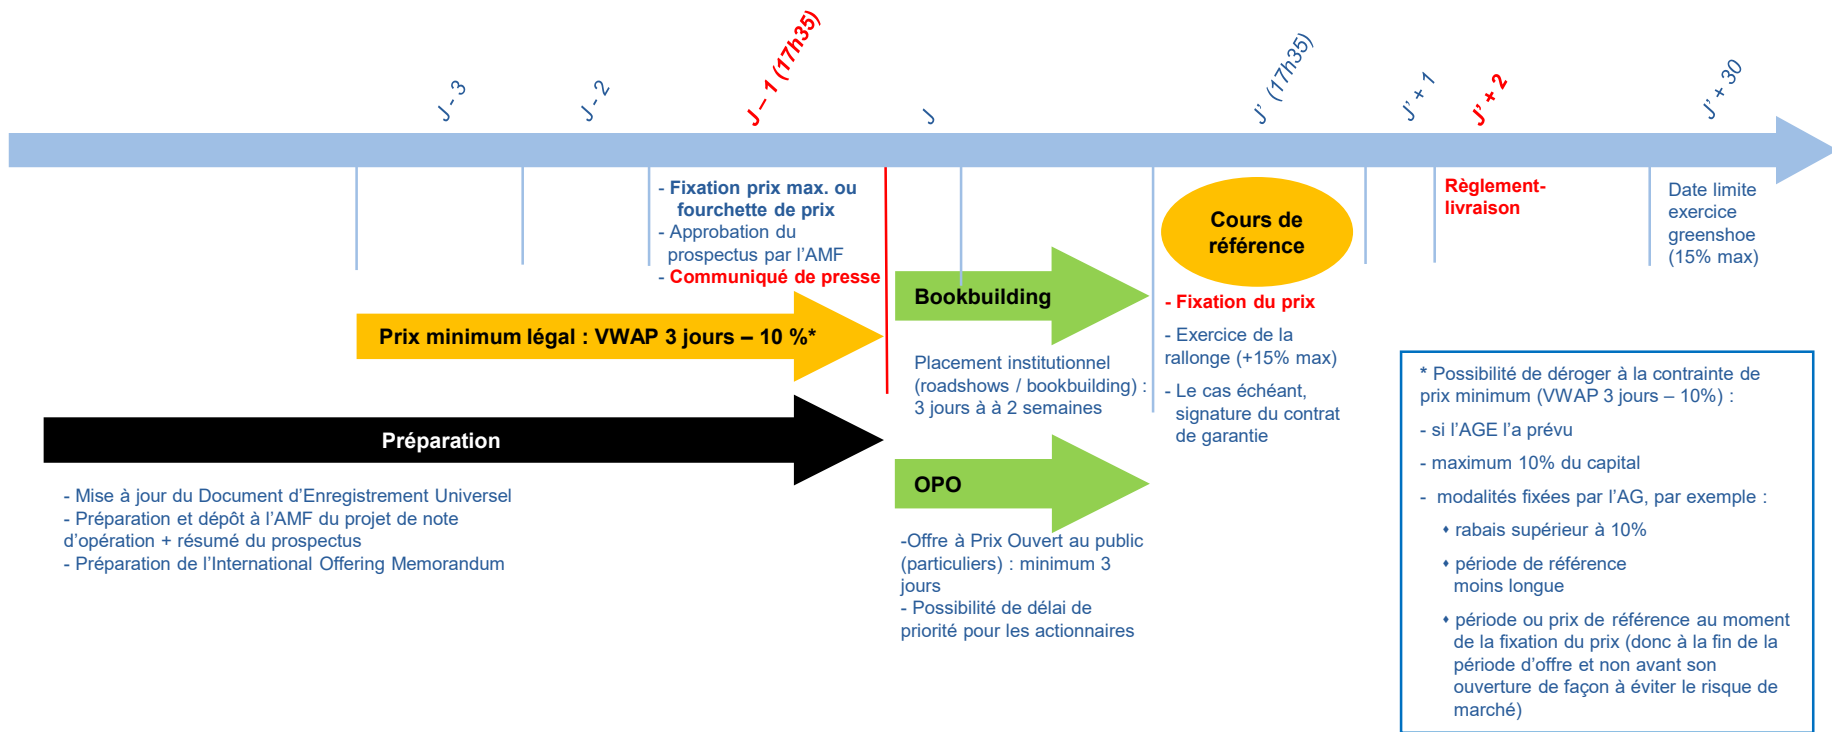 J - 3
J - 2
J – 1 (17h35)
J
J' (17h35)
J' + 1
J' + 2
J' + 30
- Fixation prix max. ou
fourchette de prix
- Approbation du
prospectus par l'AMF
- Communiqué de presse
Cours de
référence
Règlement-
livraison
Date limite
exercice
greenshoe
(15% max)
Prix minimum légal : VWAP 3 jours – 10 %*
Bookbuilding
Placement institutionnel
(roadshows / bookbuilding) :
3 jours à à 2 semaines
- Fixation du prix
- Exercice de la
rallonge (+15% max)
- Le cas échéant,
signature du contrat
de garantie
Préparation
- Mise à jour du Document d'Enregistrement Universel
- Préparation et dépôt à l'AMF du projet de note
d'opération + résumé du prospectus
- Préparation de l'International Offering Memorandum
OPO
-Offre à Prix Ouvert au public
(particuliers) : minimum 3
jours
- Possibilité de délai de
priorité pour les actionnaires
* Possibilité de déroger à la contrainte de
prix minimum (VWAP 3 jours – 10%) :
- si l'AGE l'a prévu
- maximum 10% du capital
- modalités fixées par l'AG, par exemple :
♦ rabais supérieur à 10%
♦ période de référence
moins longue
♦ période ou prix de référence au moment
de la fixation du prix (donc à la fin de la
période d'offre et non avant son
ouverture de façon à éviter le risque de
marché)